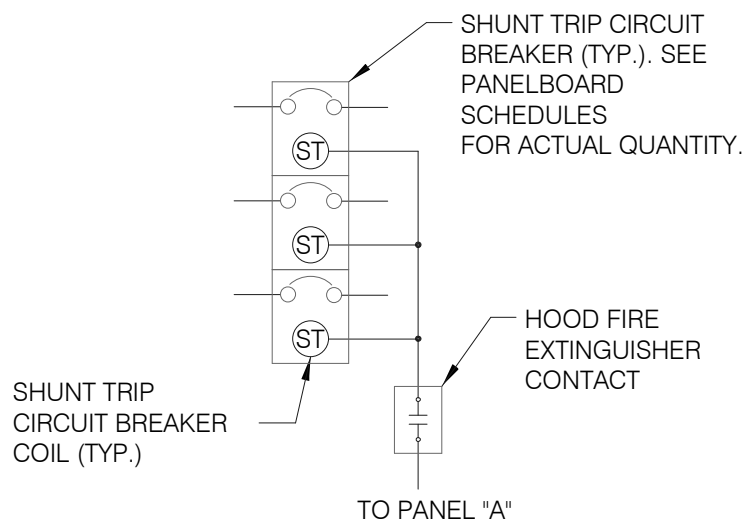 SHUNT TRIP CIRCUIT
BREAKER (TYP.). SEE
PANELBOARD
SCHEDULES
FOR ACTUAL QUANTITY.
ST
ST
ST
HOOD FIRE
EXTINGUISHER
CONTACT
SHUNT TRIP
CIRCUIT BREAKER
COIL (TYP.)
TO PANEL "A"